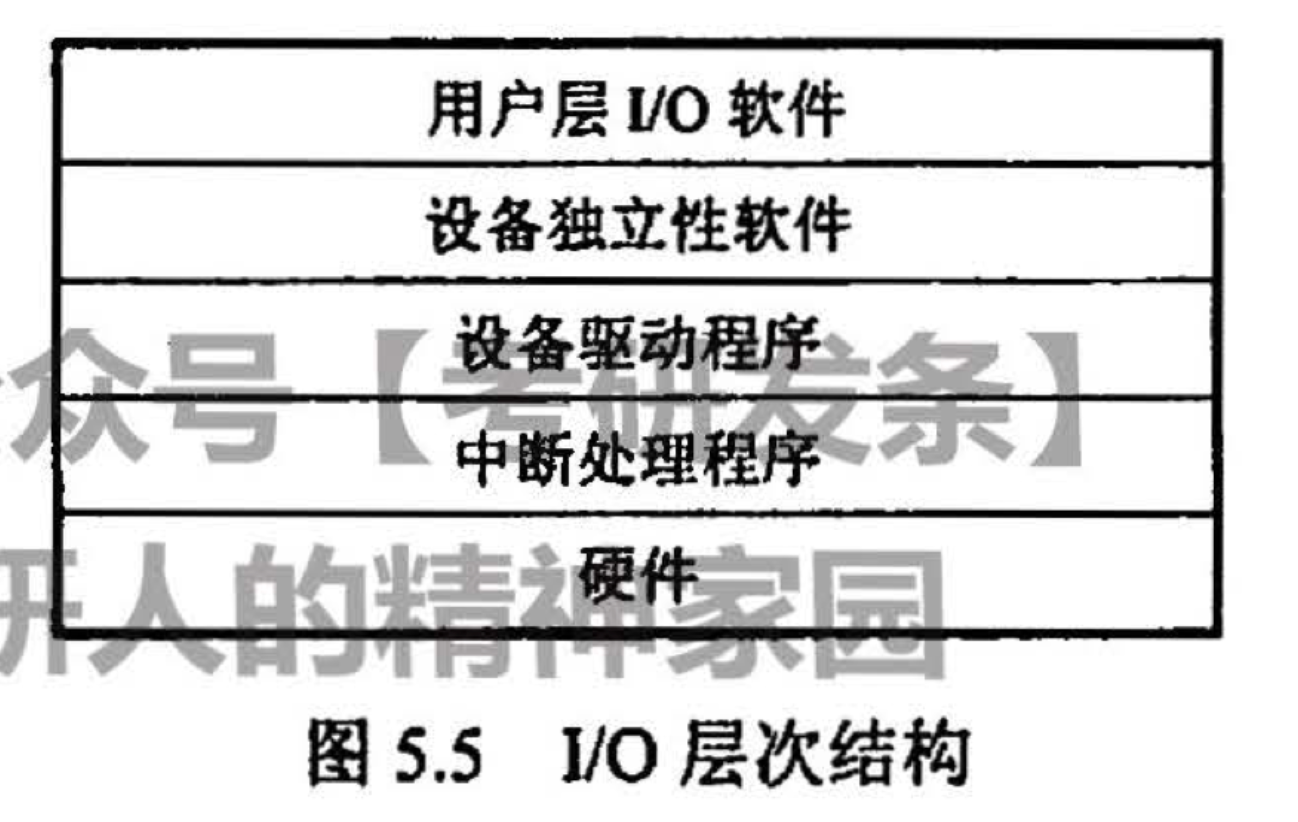 用户层 I/O 软件
设备独立性软件
设备驱动程序
众号【考研发条】
中断处理程序
硬件
研人的精神家园
图 5.5 I/O 层次结构